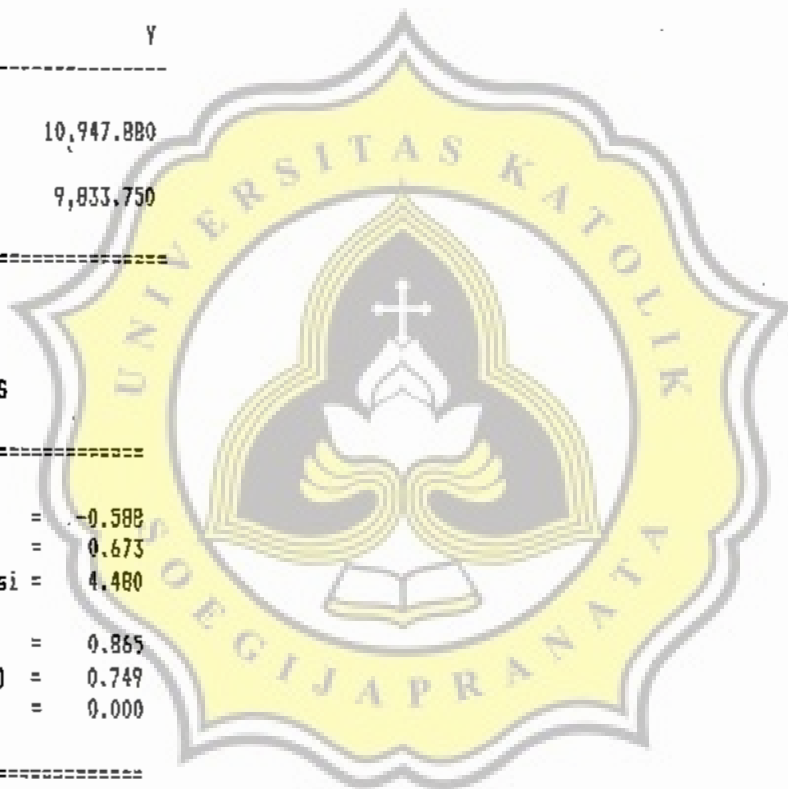 Y
-----------------
10,947.880
9,833.750
=================
S
=================
= -0.588
= 0.673
si = 4.480
= 0.865
) = 0.749
= 0.000
=================
UNIVERSITAS KATOLIK
SOEGIJAPRANATA